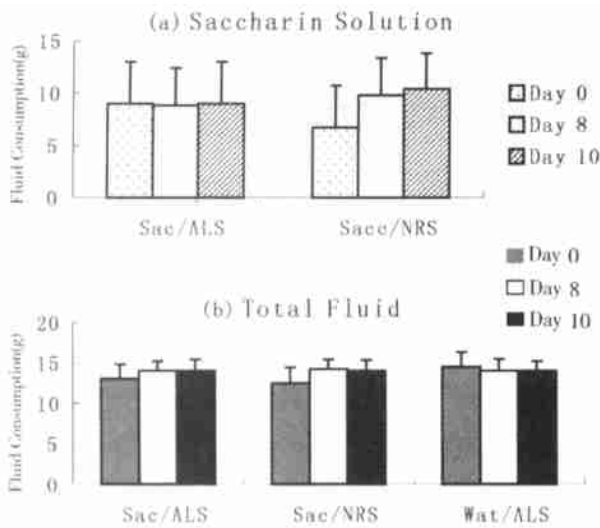 (a) Saccharin Solution
Fluid Consumption(g)
15
10
5
0
Sac/ALS
Sacc/NRS
Day 0
Day 8
Day 10
Day 0
Day 8
Day 10
(b) Total Fluid
Fluid Consumption(g)
20
15
10
5
0
Sac/ALS
Sac/NRS
Wat/ALS